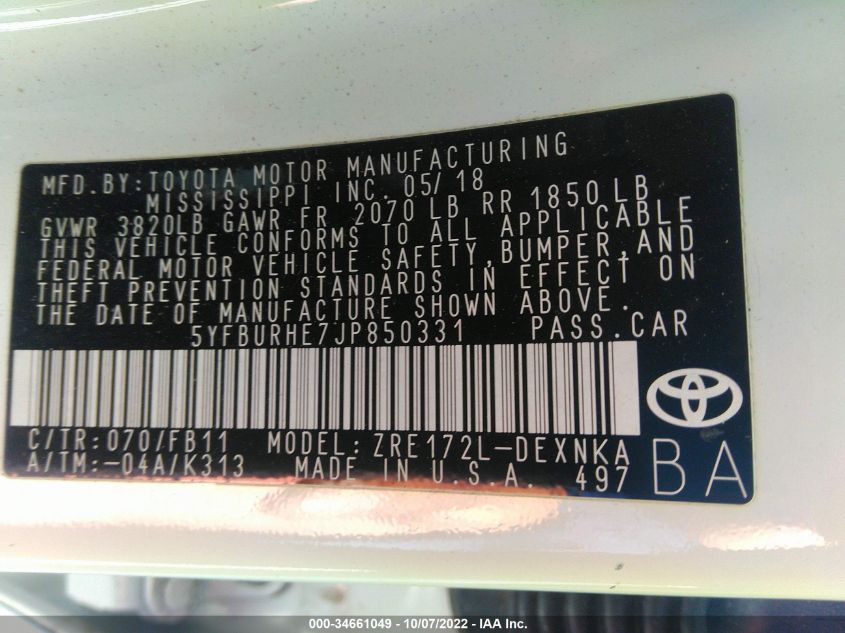 MFD. BY: TOYOTA MOTOR MANUFACTURING
MISSISSIPPI INC. 05/18
GVWR 3820LB GAWR FR 2070 LB RR 1850 LB
THIS VEHICLE CONFORMS TO ALL APPLICABLE
FEDERAL MOTOR VEHICLE SAFETY, BUMPER, AND
THEFT PREVENTION STANDARDS IN EFFECT ON
THE DATE OF MANUFACTURE SHOWN ABOVE.
5YFBURHE7JP850331 PASS.CAR
C/TR: 070/FB11 MODEL: ZRE172L-DEXNKA
A/TM:-04A/K313 MADE IN U.S.A. 497 BA
000-34661049 - 10/07/2022 - IAA Inc.